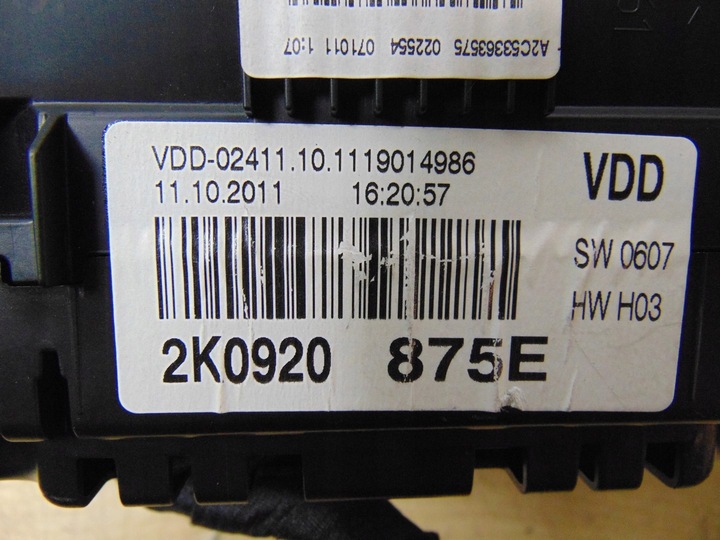 A2C53363575 022554 071011 1:07
VDD-02411.10.1119014986
11.10.2011 16:20:57
VDD
SW 0607
HW H03
2K0920 875E